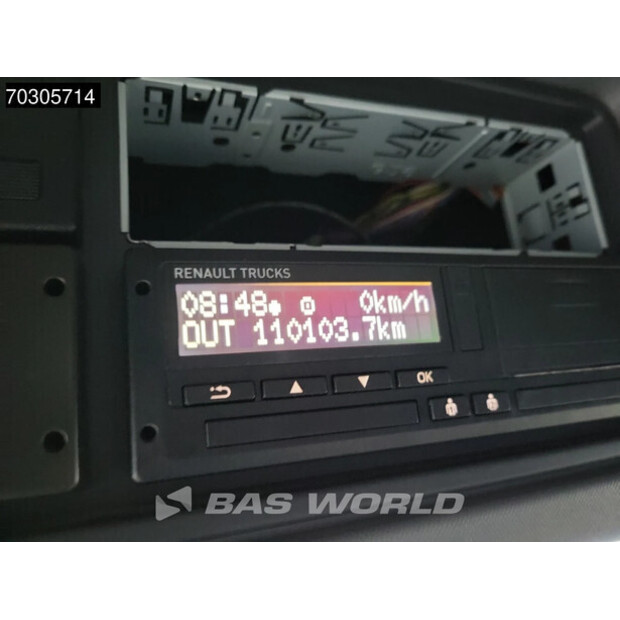 70305714
RENAULT TRUCKS
08:48 0km/h
OUT 110103.7km
OK
BAS WORLD